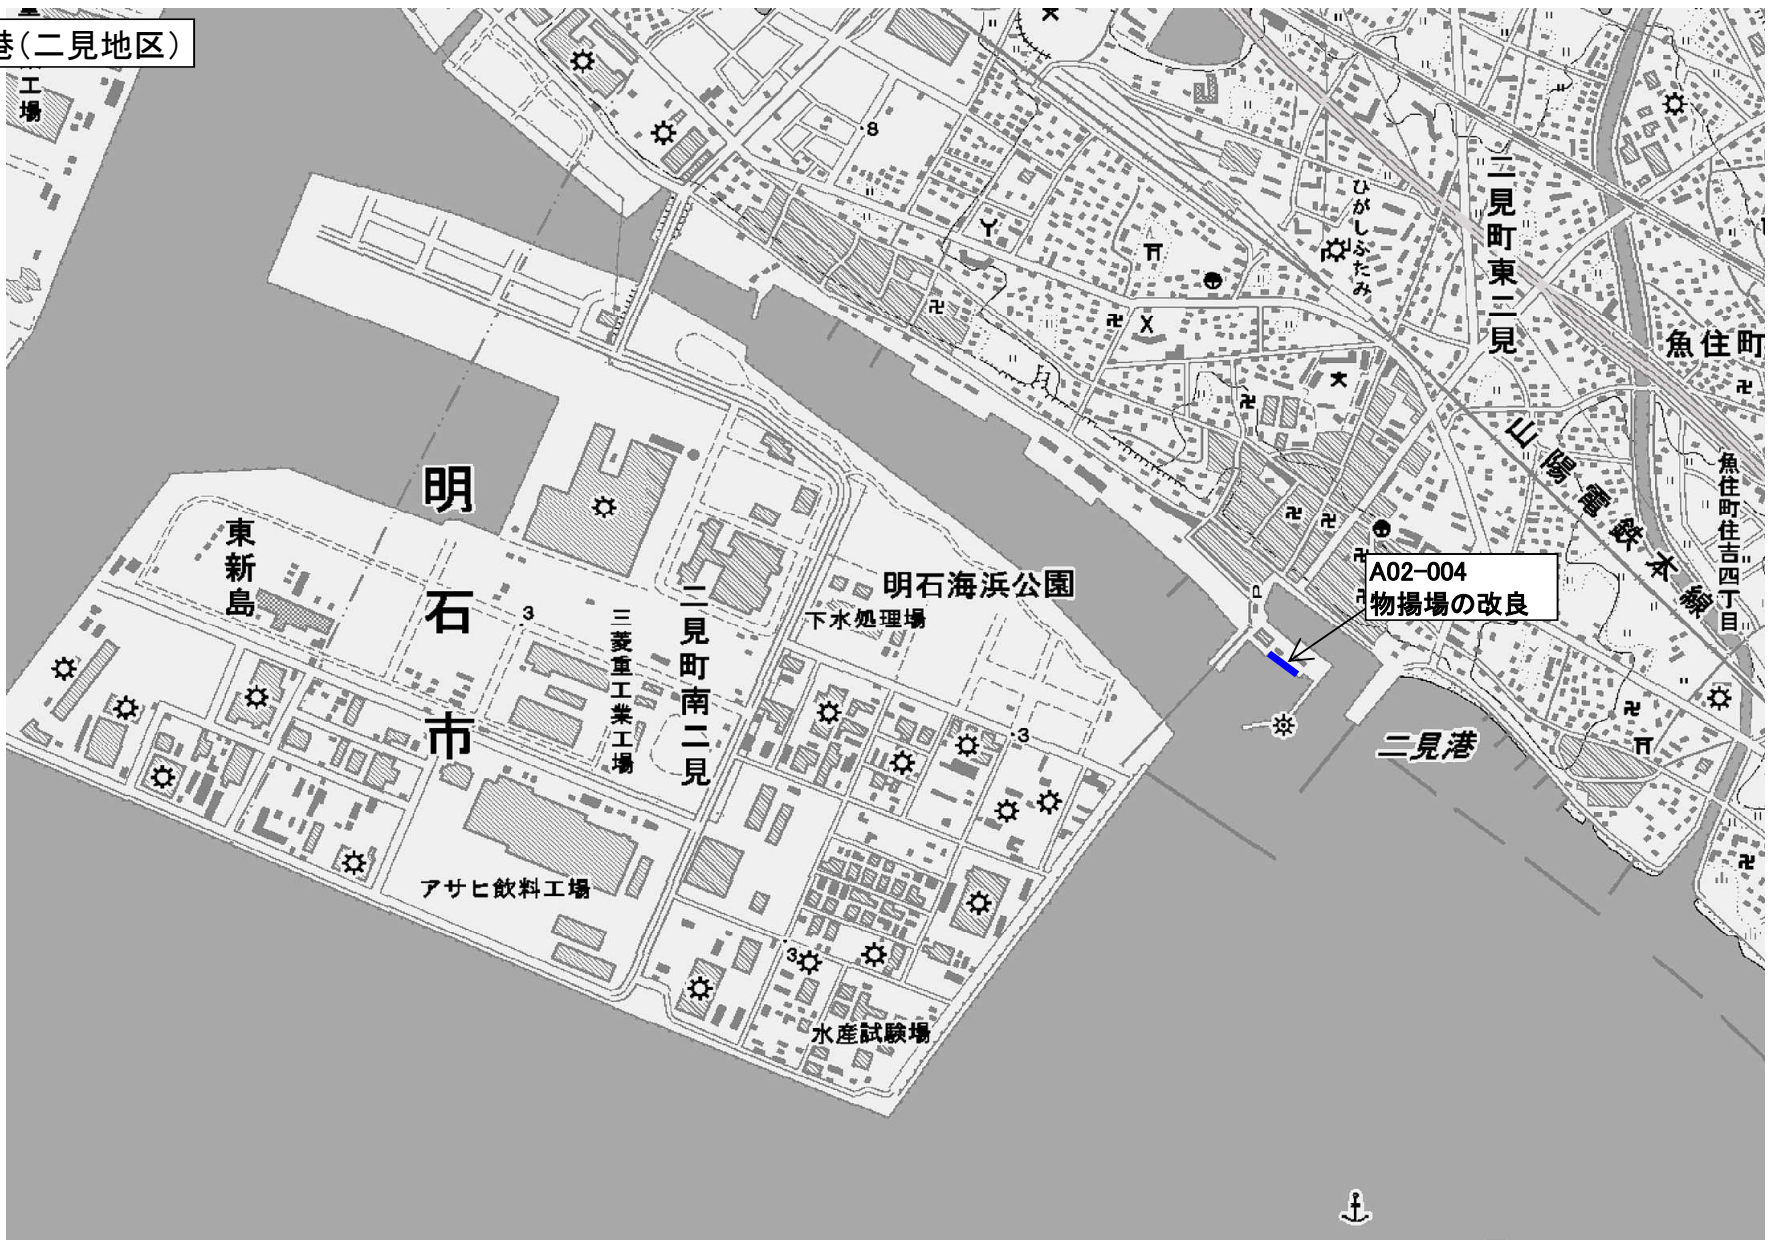 港(二見地区)
工場
8
ひがしふたみ
二見町東二見
魚住町
山陽電鉄本線
魚住町住吉四丁目
明石市
東新島
3
三菱重工業工場
二見町南二見
明石海浜公園
下水処理場
P
A02-004
物揚場の改良
二見港
3
アサヒ飲料工場
3
水産試験場